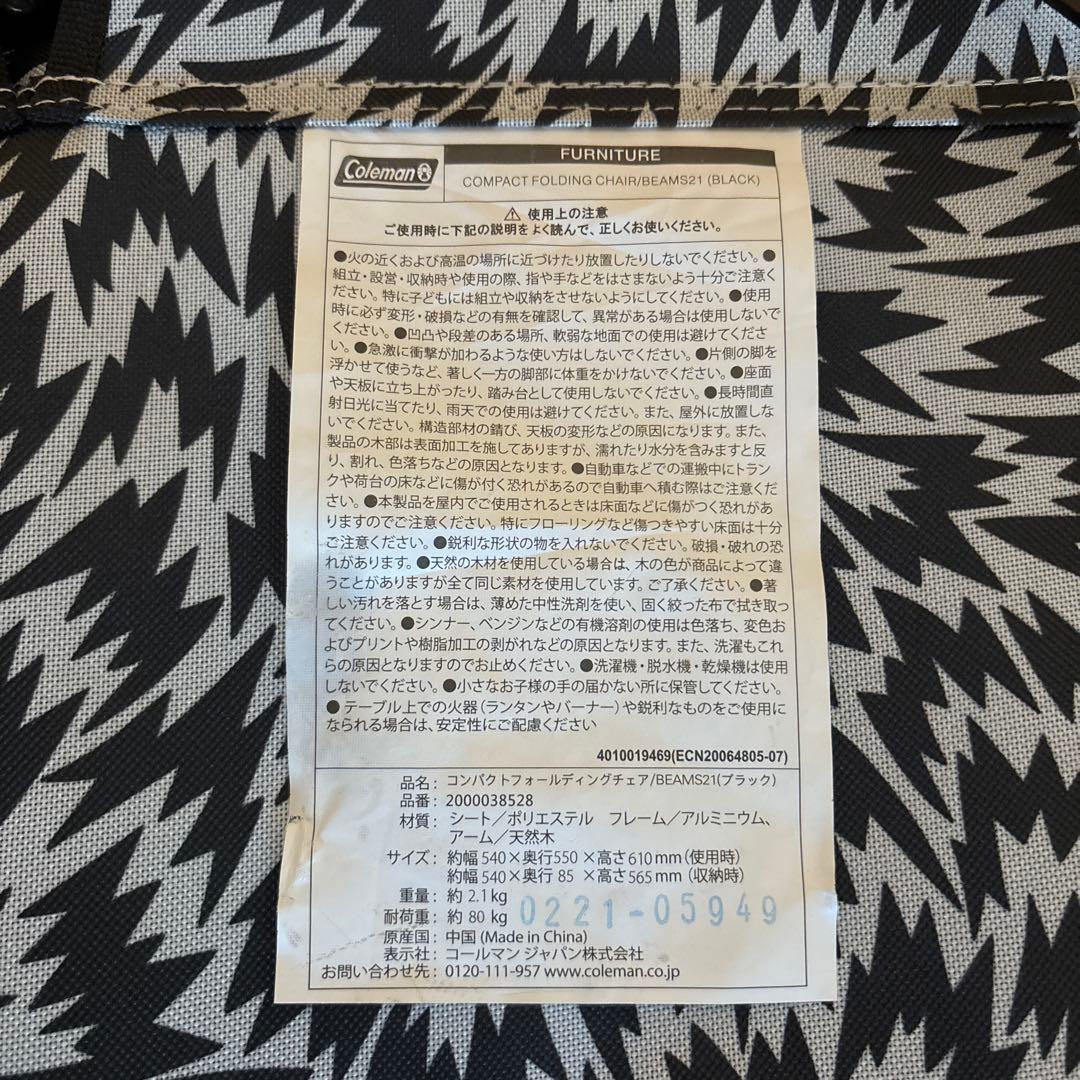 Coleman
FURNITURE
COMPACT FOLDING CHAIR/BEAMS21 (BLACK)
⚠ 使用上の注意
ご使用時に下記の説明をよく読んで、正しくお使いください。
●火の近くおよび高温の場所に近づけたり放置したりしないでください。●
組立・設営・収納時や使用の際、指や手などをはさまないよう十分ご注意く
ださい。特に子どもには組立や収納をさせないようにしてください。●使用
時に必ず変形・破損などの有無を確認して、異常がある場合は使用しないで
ください。●凹凸や段差のある場所、軟弱な地面での使用は避けてくださ
い。●急激に衝撃が加わるような使い方はしないでください。●片側の脚を
浮かせて使うなど、著しく一方の脚部に体重をかけないでください。●座面
や天板に立ち上がったり、踏み台として使用しないでください。●長時間直
射日光に当てたり、雨天での使用は避けてください。また、屋外に放置しな
いでください。構造部材の錆び、天板の変形などの原因になります。また、
製品の木部は表面加工を施してありますが、濡れたり水分を含みますと反
り、割れ、色落ちなどの原因となります。●自動車などでの運搬中にトラン
クや荷台の床などに傷が付く恐れがあるので自動車へ積む際はご注意くだ
さい。●本製品を屋内でご使用されるときは床面などに傷がつく恐れがあ
りますのでご注意ください。特にフローリングなど傷つきやすい床面は十分
ご注意ください。●鋭利な形状の物を入れないでください。破損・破れの恐
れがあります。●天然の木材を使用している場合は、木の色が商品によって違
うことがありますが全て同じ素材を使用しています。ご了承ください。●著
しい汚れを落とす場合は、薄めた中性洗剤を使い、固く絞った布で拭き取っ
てください。●シンナー、ベンジンなどの有機溶剤の使用は色落ち、変色お
よびプリントや樹脂加工の剥がれなどの原因となります。また、洗濯もこれ
らの原因となりますのでお止めください。●洗濯機・脱水機・乾燥機は使用
しないでください。●小さなお子様の手の届かない所に保管してください。
●テーブル上での火器(ランタンやバーナー)や鋭利なものをご使用に
なられる場合は、安定性にご配慮ください
4010019469(ECN20064805-07)
品名: コンパクトフォールディングチェア/BEAMS21(ブラック)
品番: 2000038528
材質: シート/ポリエステル フレーム/アルミニウム、
アーム/天然木
サイズ: 約幅 540×奥行550×高さ610mm(使用時)
約幅 540×奥行 85×高さ565mm (収納時)
重量: 約 2.1kg
耐荷重: 約 80 kg 0221-05949
原産国: 中国 (Made in China)
表示社: コールマン ジャパン株式会社
お問い合わせ先: 0120-111-957 www.coleman.co.jp